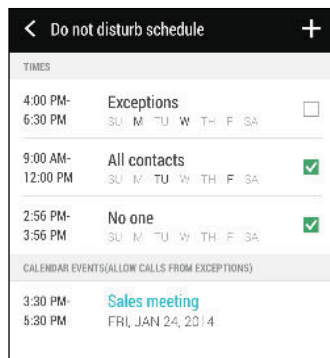 Do not disturb schedule
TIMES
4:00 PM- Exceptions
6:30 PM SU M TU W TH F SA
9:00 AM- All contacts
12:00 PM SU M TU W TH F SA
2:56 PM- No one
3:56 PM SU M TU W TH F SA
CALENDAR EVENTS(ALLOW CALLS FROM EXCEPTIONS)
3:30 PM- Sales meeting
5:30 PM FRI, JAN 24, 2014